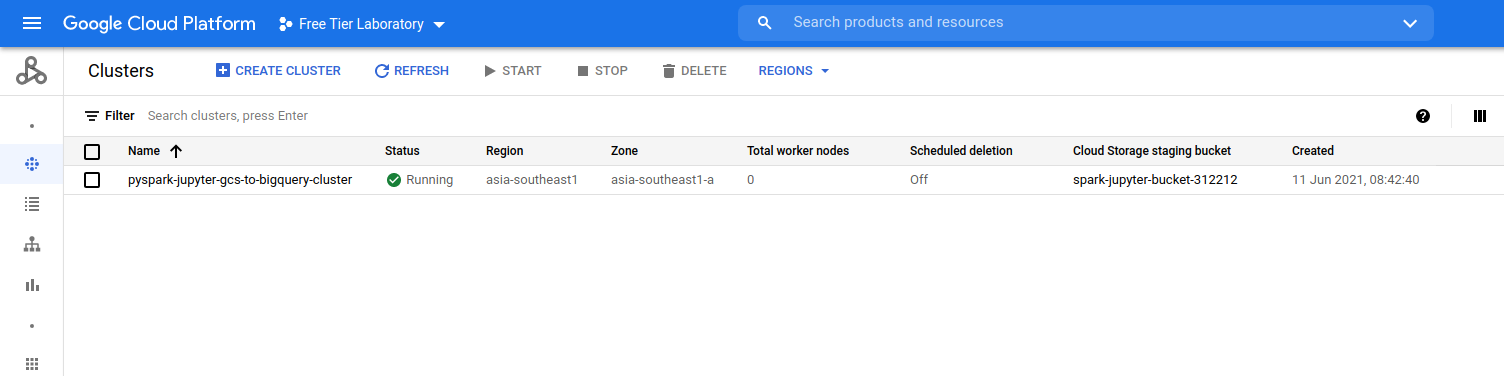 Google Cloud Platform Free Tier Laboratory Search products and resources
Clusters CREATE CLUSTER REFRESH START STOP DELETE REGIONS
Filter Search clusters, press Enter ?
Name Status Region Zone Total worker nodes Scheduled deletion Cloud Storage staging bucket Created
pyspark-jupyter-gcs-to-bigquery-cluster Running asia-southeast1 asia-southeast1-a 0 Off spark-jupyter-bucket-312212 11 Jun 2021, 08:42:40